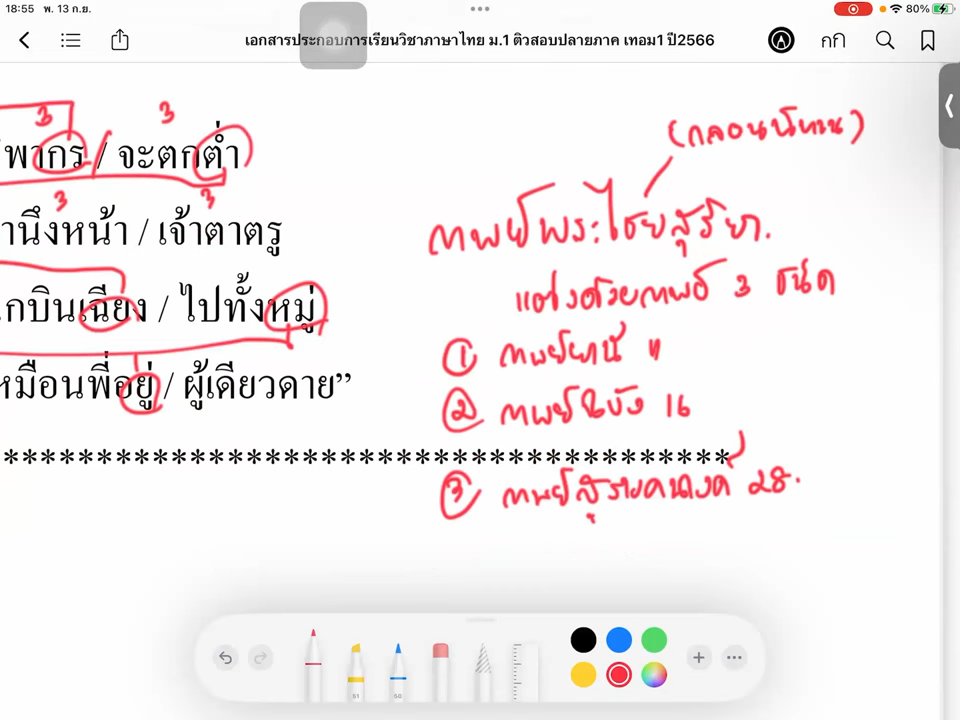 18:55 พ. 13 ก.ย.
80%
เอกสารประกอบการเรียนวิชาภาษาไทย ม.1 ติวสอบปลายภาค เทอม1 ปี2566
กก
3 3
พากร / จะตกต่ำ
(กลอนนิทาน)
3 3
านึงหน้า / เจ้าตาตรู
กาพย์พระไชยสุริยา.
แต่งด้วยกาพย์ 3 ชนิด
กบินเฉียง / ไปทั้งหมู่
① กาพย์ยานี 11
หมือนพี่อยู่ / ผู้เดียวดาย”
② กาพย์ฉบัง 16
***************************************
③ กาพย์สุรางคนางค์ 28.
51 50